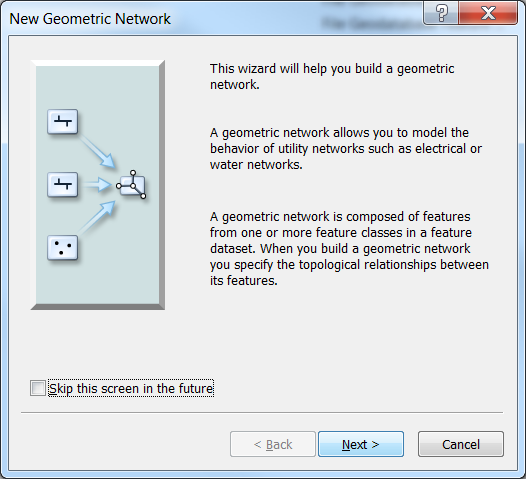 New Geometric Network
This wizard will help you build a geometric
network.
A geometric network allows you to model the
behavior of utility networks such as electrical or
water networks.
A geometric network is composed of features
from one or more feature classes in a feature
dataset. When you build a geometric network
you specify the topological relationships between
its features.
Skip this screen in the future
< Back
Next >
Cancel